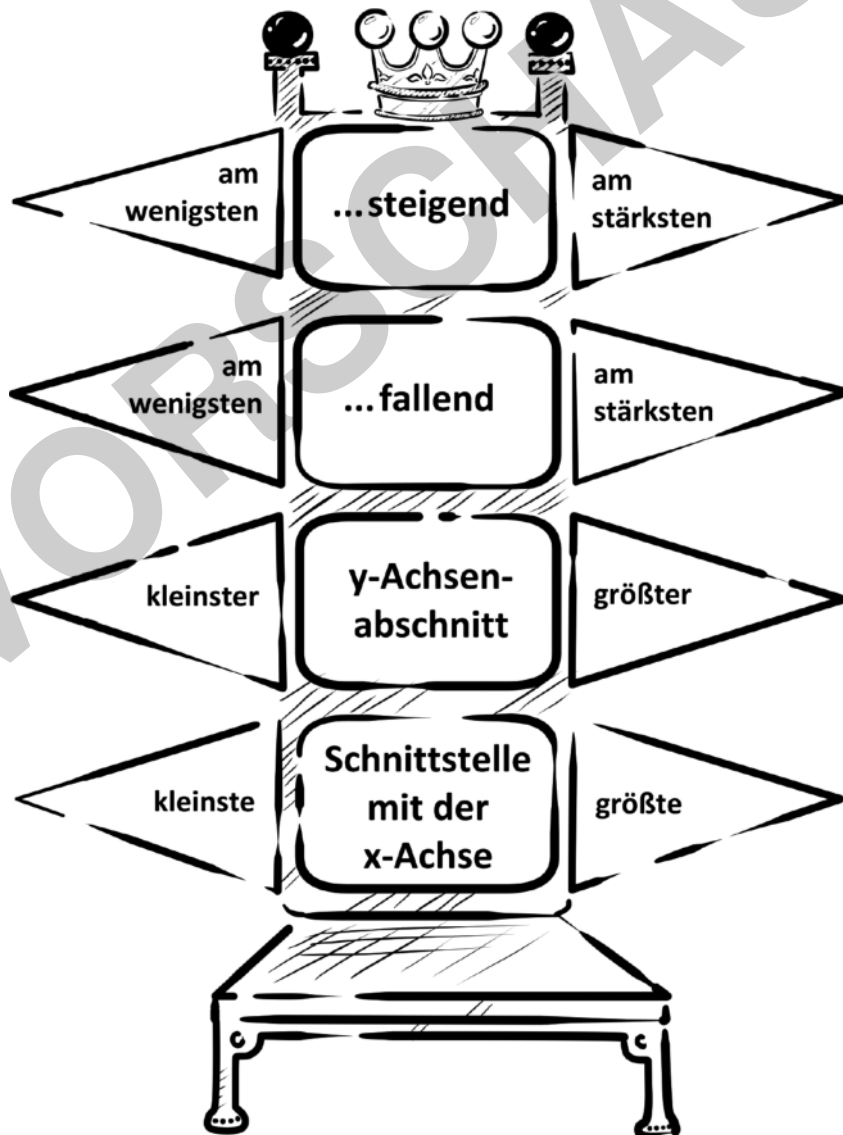 am
wenigsten
...steigend
am
stärksten
am
wenigsten
...fallend
am
stärksten
kleinster
y-Achsen-
abschnitt
größter
kleinste
Schnittstelle
mit der
x-Achse
größte